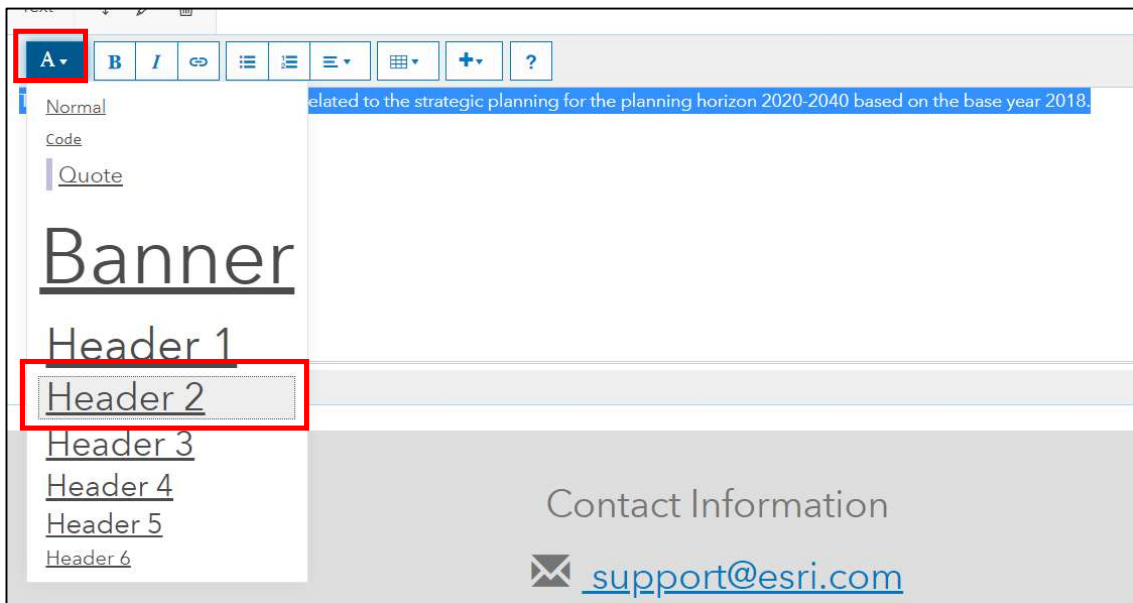 Text
A B I ?
elated to the strategic planning for the planning horizon 2020-2040 based on the base year 2018.
Normal
Code
Quote
Banner
Header 1
Header 2
Header 3
Header 4
Header 5
Header 6
Contact Information
support@esri.com